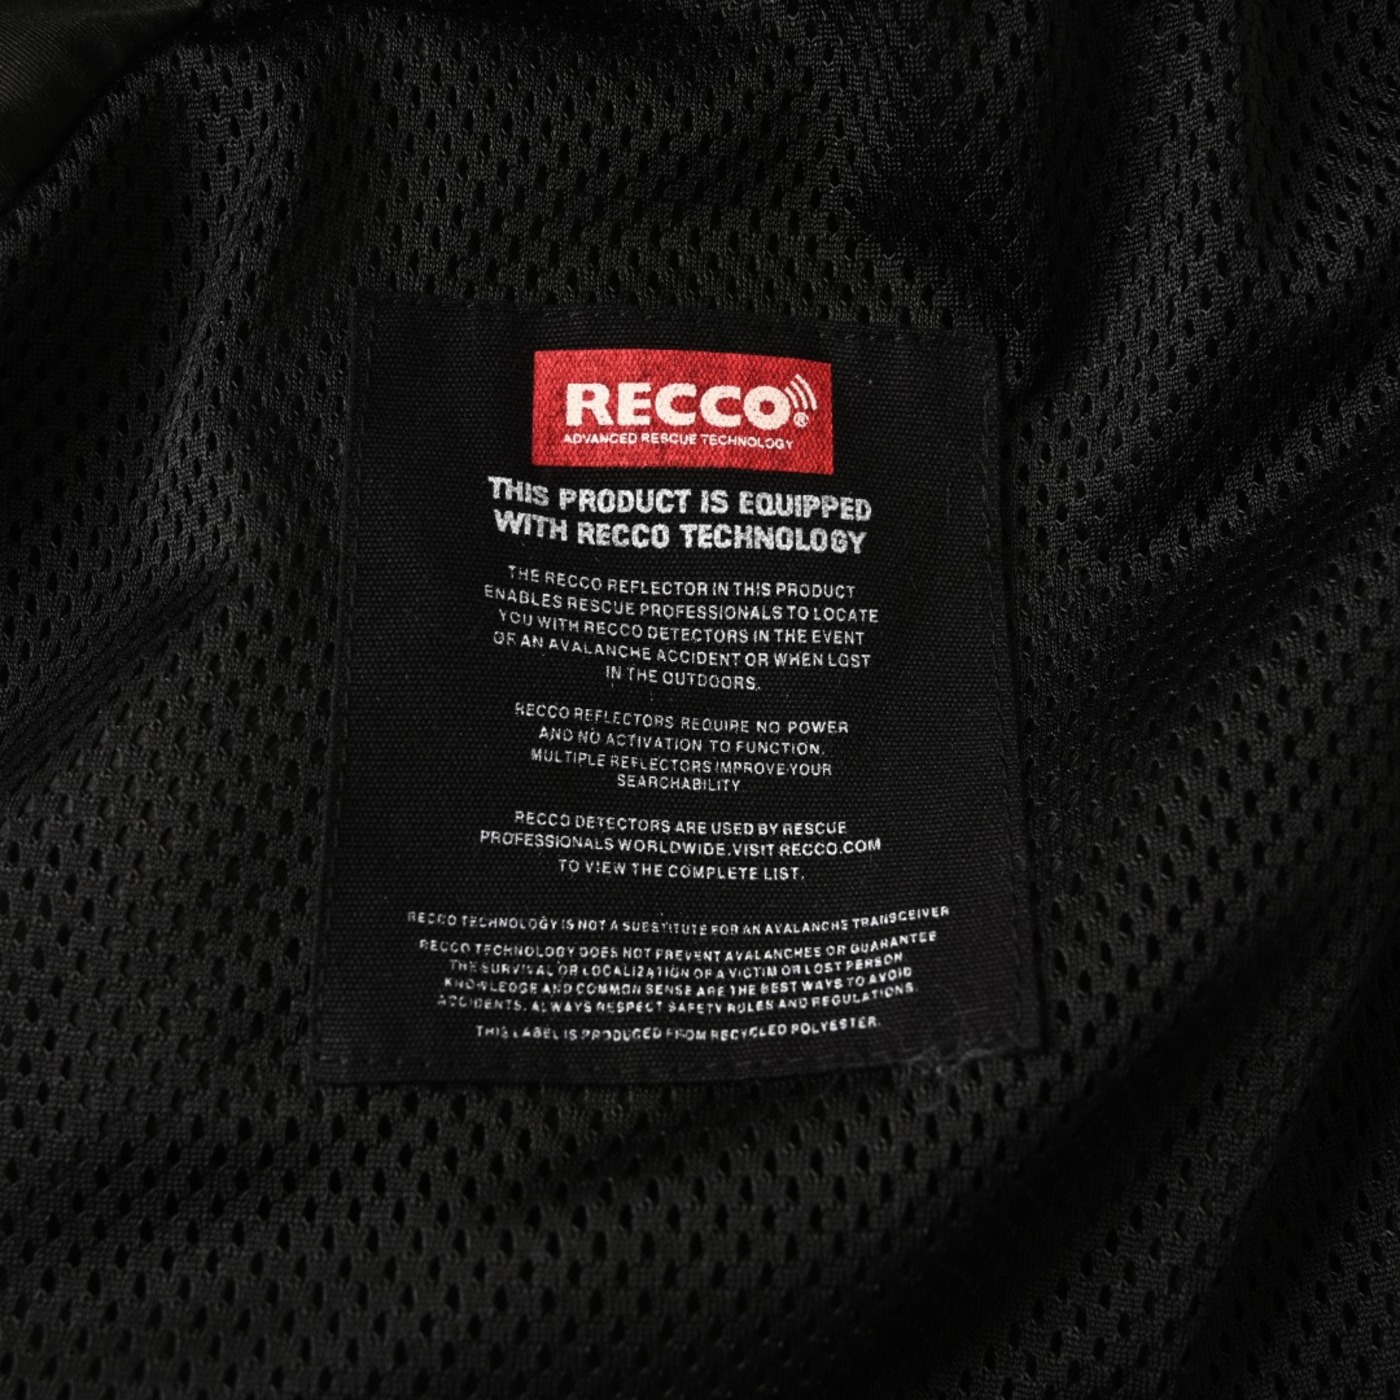 RECCO®
ADVANCED RESCUE TECHNOLOGY
THIS PRODUCT IS EQUIPPED
WITH RECCO TECHNOLOGY
THE RECCO REFLECTOR IN THIS PRODUCT
ENABLES RESCUE PROFESSIONALS TO LOCATE
YOU WITH RECCO DETECTORS IN THE EVENT
OF AN AVALANCHE ACCIDENT OR WHEN LOST
IN THE OUTDOORS.
RECCO REFLECTORS REQUIRE NO POWER
AND NO ACTIVATION TO FUNCTION.
MULTIPLE REFLECTORS IMPROVE YOUR
SEARCHABILITY
RECCO DETECTORS ARE USED BY RESCUE
PROFESSIONALS WORLDWIDE. VISIT RECCO.COM
TO VIEW THE COMPLETE LIST.
RECCO TECHNOLOGY IS NOT A SUBSTITUTE FOR AN AVALANCHE TRANSCEIVER
RECCO TECHNOLOGY DOES NOT PREVENT AVALANCHES OR GUARANTEE
THE SURVIVAL OR LOCALIZATION OF A VICTIM OR LOST PERSON
KNOWLEDGE AND COMMON SENSE ARE THE BEST WAYS TO AVOID
ACCIDENTS. ALWAYS RESPECT SAFETY RULES AND REGULATIONS.
THIS LABEL IS PRODUCED FROM RECYCLED POLYESTER.